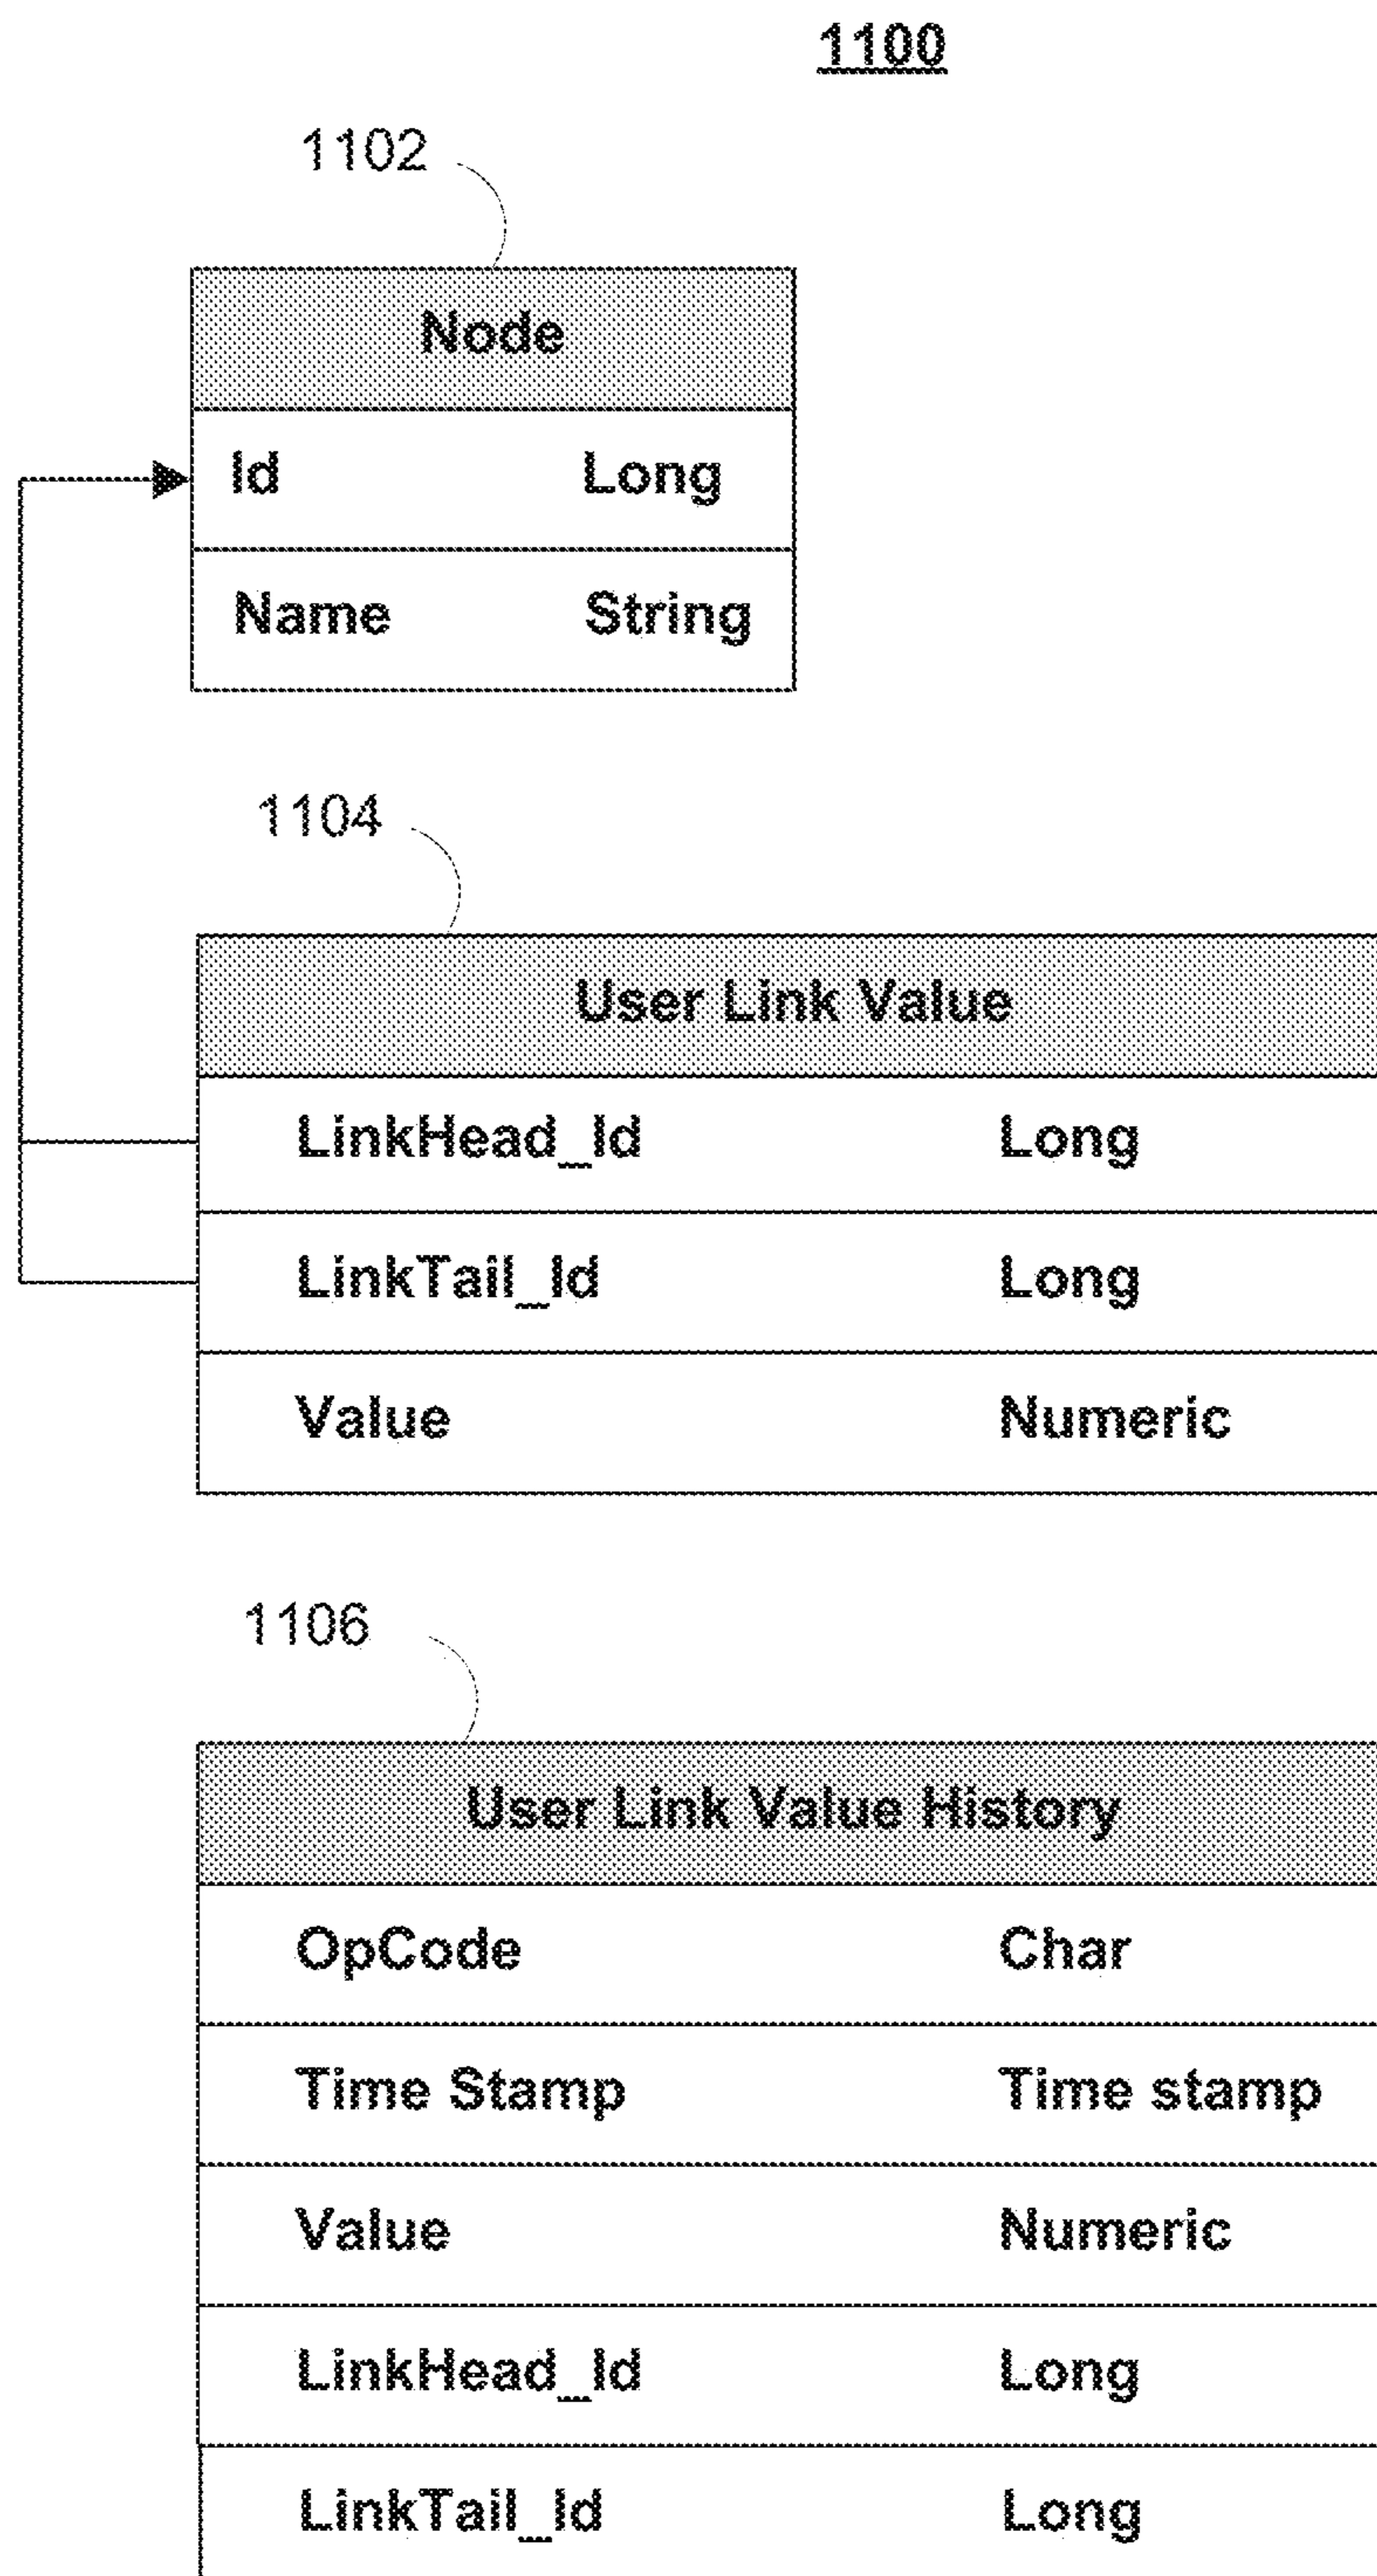 1100
1102
Node
Id Long
Name String
1104
User Link Value
LinkHead_Id Long
LinkTail_Id Long
Value Numeric
1106
User Link Value History
OpCode Char
Time Stamp Time stamp
Value Numeric
LinkHead_Id Long
LinkTail_Id Long